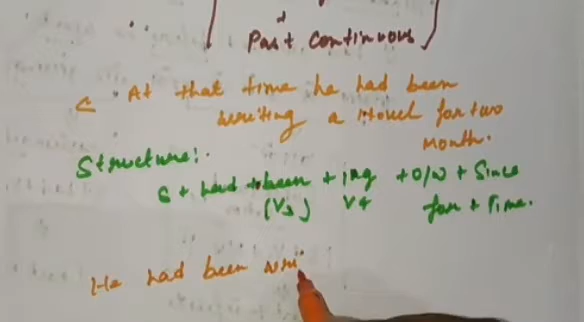 Past Continuous
At that time he had been
writing a Novel for two
month.
Structure:.
S + had + been + ing + O/W + Since
(V3) V4 for + Time.
He had been wri